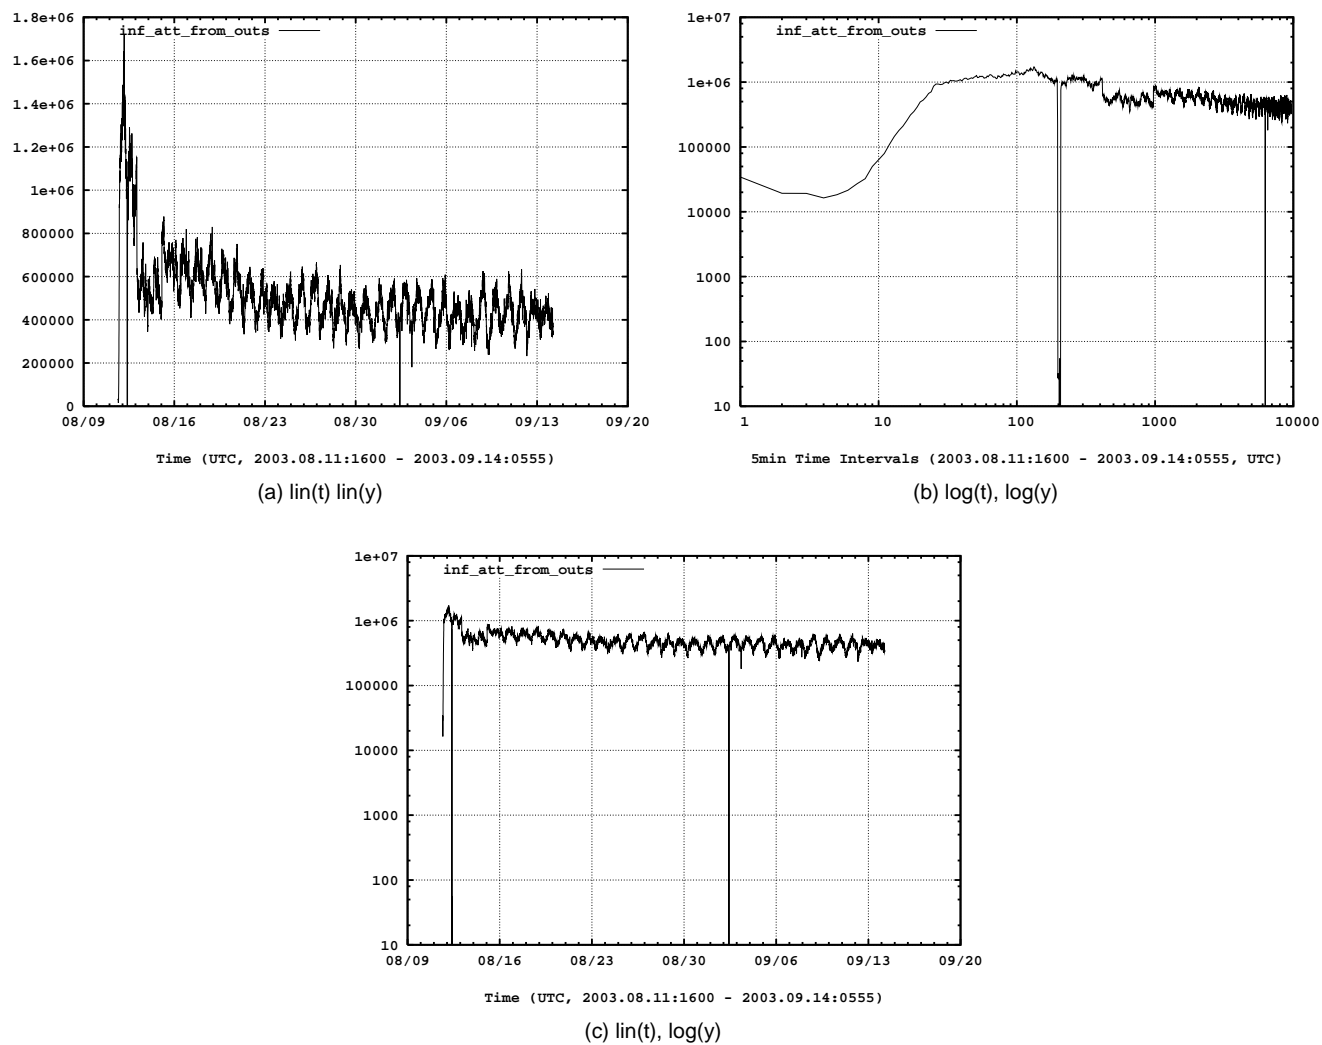 1.8e+06
inf_att_from_outs
1.6e+06
1.4e+06
1.2e+06
1e+06
800000
600000
400000
200000
0
08/09 08/16 08/23 08/30 09/06 09/13 09/20
Time (UTC, 2003.08.11:1600 - 2003.09.14:0555)
(a) lin(t) lin(y)
1e+07
inf_att_from_outs
1e+06
100000
10000
1000
100
10
1 10 100 1000 10000
5min Time Intervals (2003.08.11:1600 - 2003.09.14:0555, UTC)
(b) log(t), log(y)
1e+07
inf_att_from_outs
1e+06
100000
10000
1000
100
10
08/09 08/16 08/23 08/30 09/06 09/13 09/20
Time (UTC, 2003.08.11:1600 - 2003.09.14:0555)
(c) lin(t), log(y)